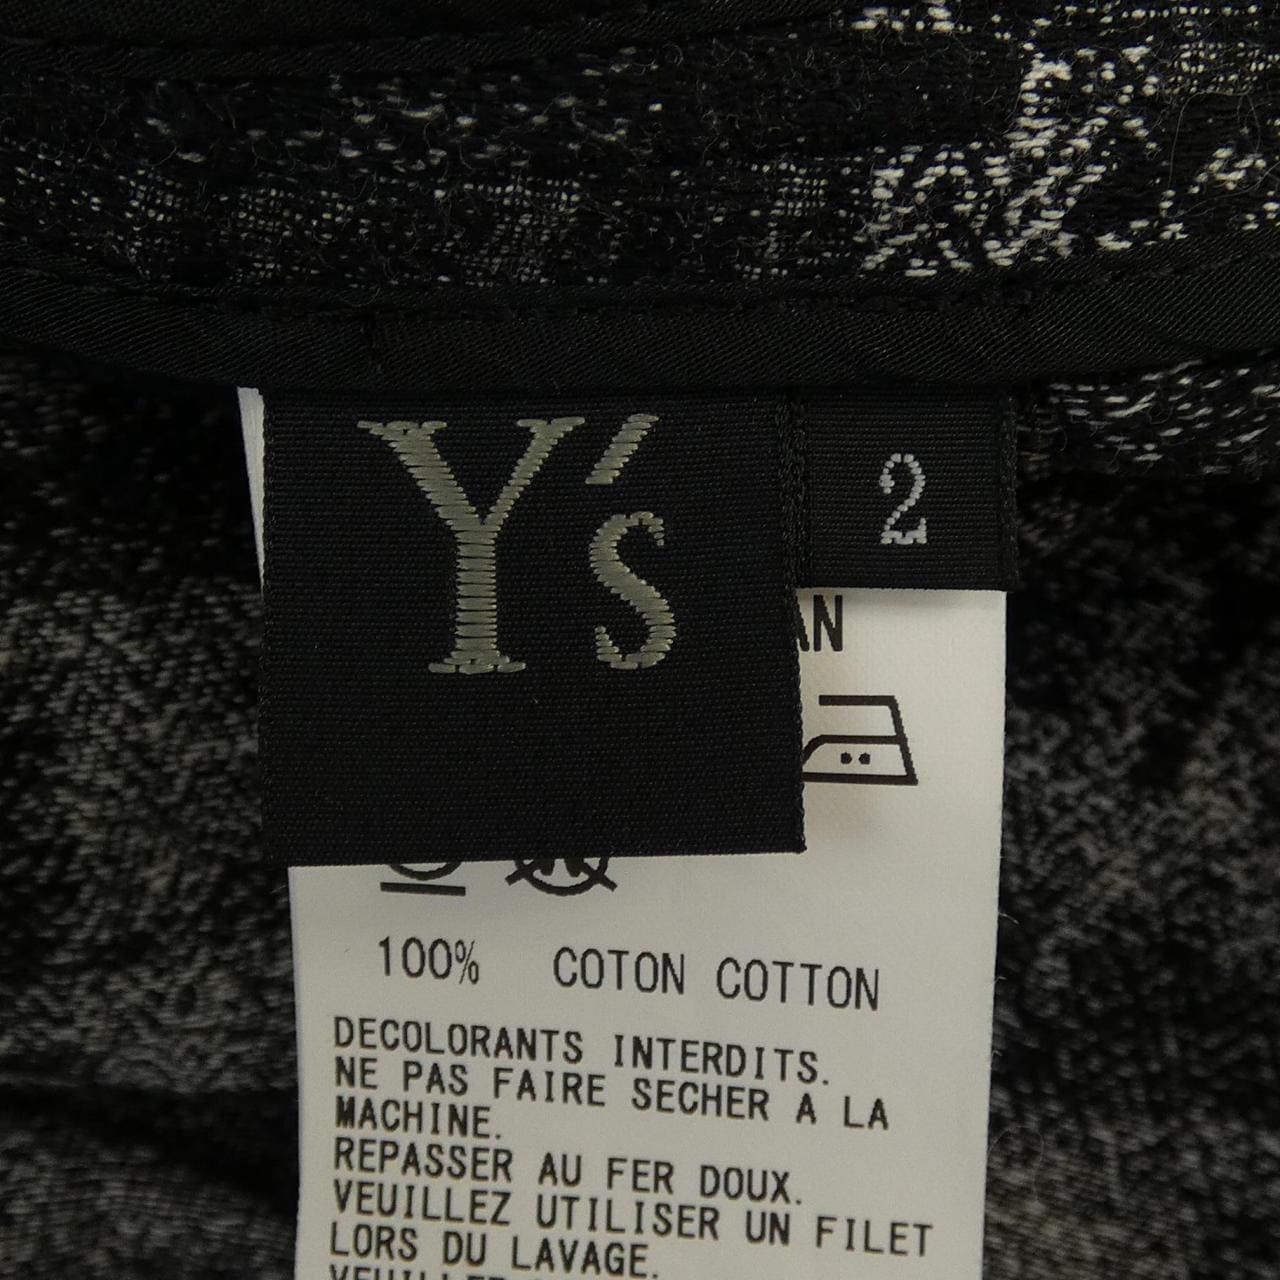 Y's
2
100% COTON COTTON
DECOLORANTS INTERDITS.
NE PAS FAIRE SECHER A LA
MACHINE.
REPASSER AU FER DOUX.
VEUILLEZ UTILISER UN FILET
LORS DU LAVAGE.